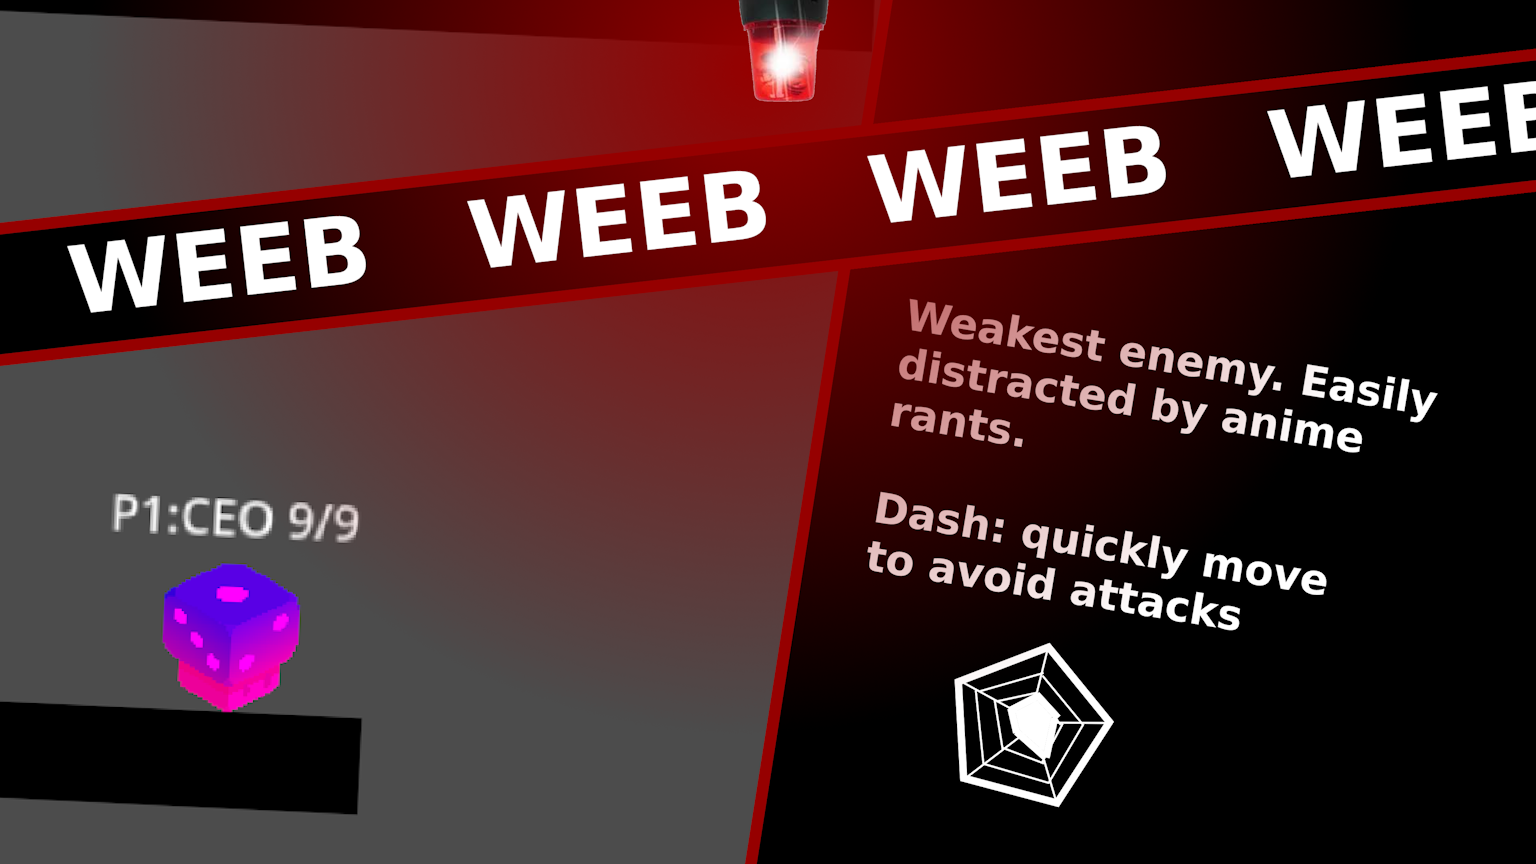 WEEB WEEB WEEB WEEB
Weakest enemy. Easily
distracted by anime
rants.
Dash: quickly move
to avoid attacks
P1:CEO 9/9